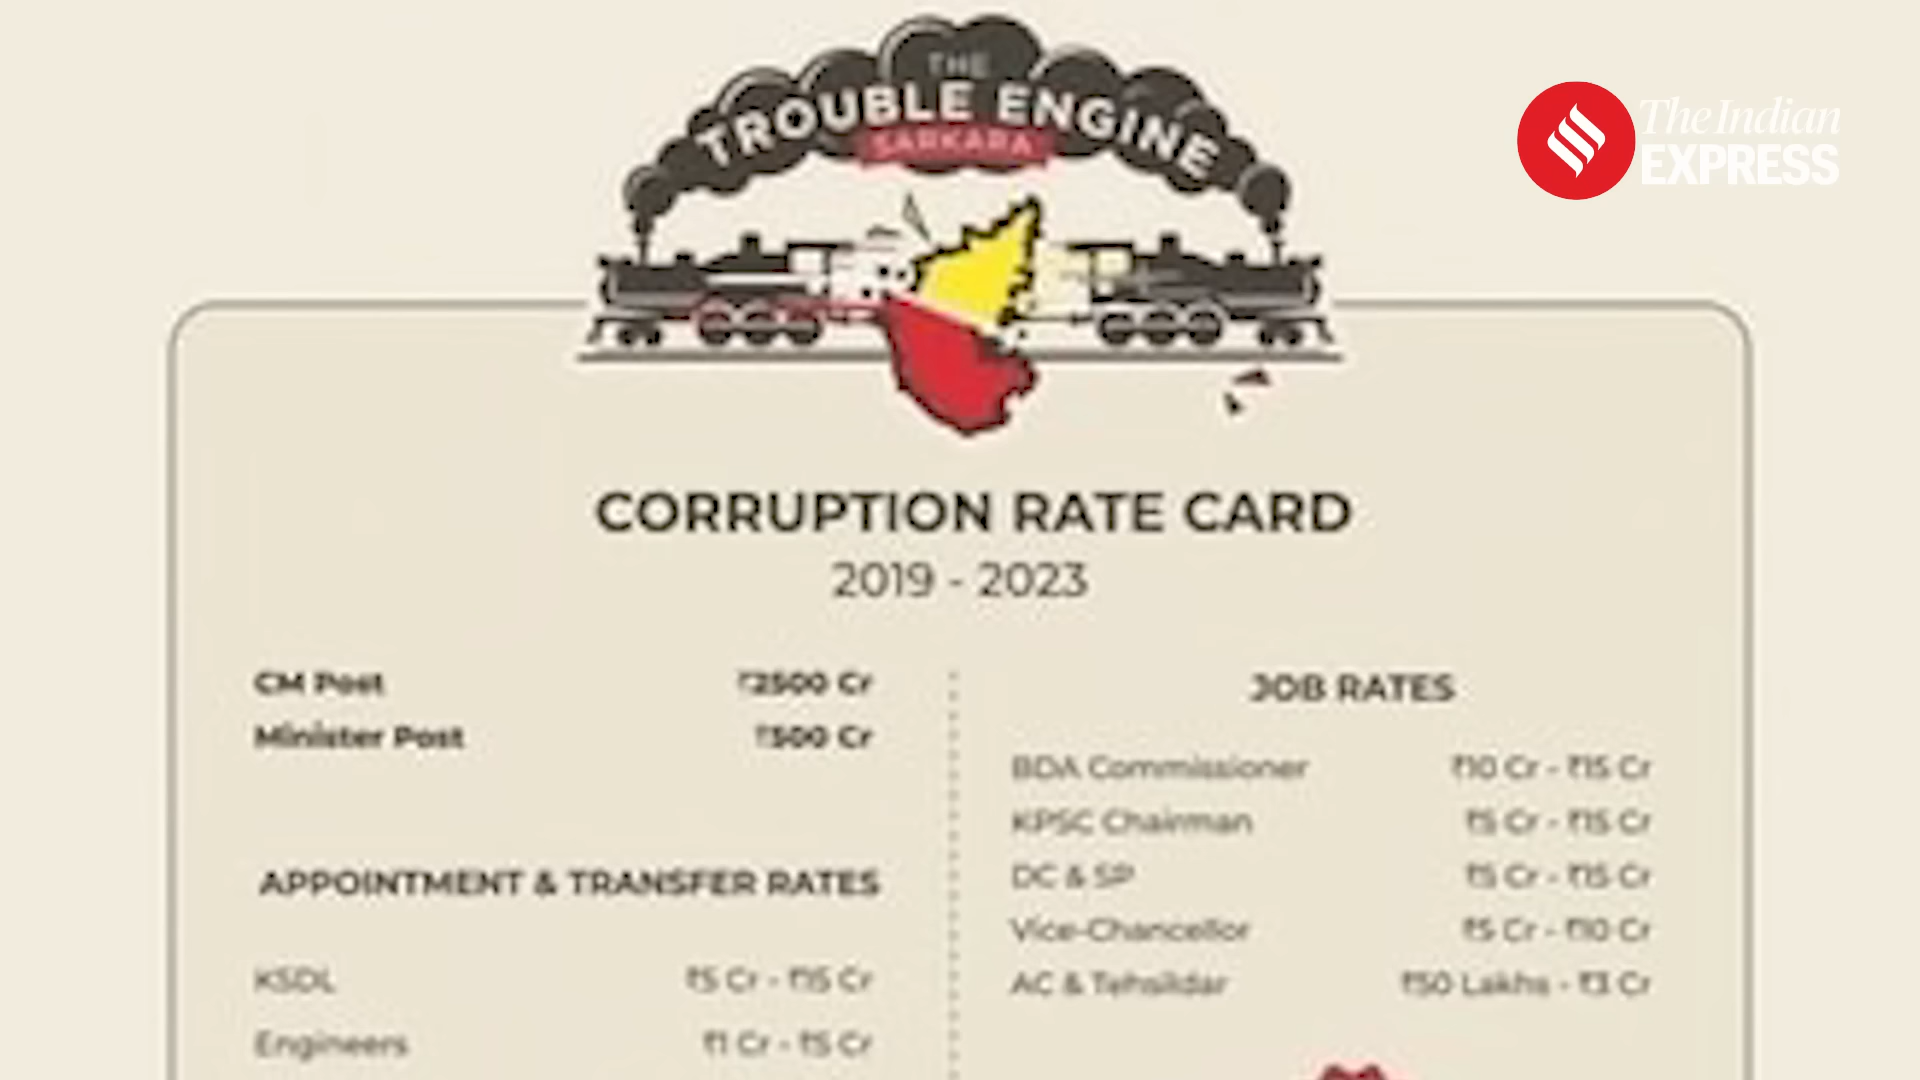 THE
TROUBLE ENGINE
SARKARA
The Indian
EXPRESS
CORRUPTION RATE CARD
2019 - 2023
CM Post ₹2500 Cr
Minister Post ₹500 Cr
APPOINTMENT & TRANSFER RATES
KSDL ₹5 Cr - ₹15 Cr
Engineers ₹1 Cr - ₹5 Cr
JOB RATES
BDA Commissioner ₹10 Cr - ₹15 Cr
KPSC Chairman ₹5 Cr - ₹15 Cr
DC & SP ₹5 Cr - ₹15 Cr
Vice-Chancellor ₹5 Cr - ₹10 Cr
AC & Tehsildar ₹50 Lakhs - ₹3 Cr